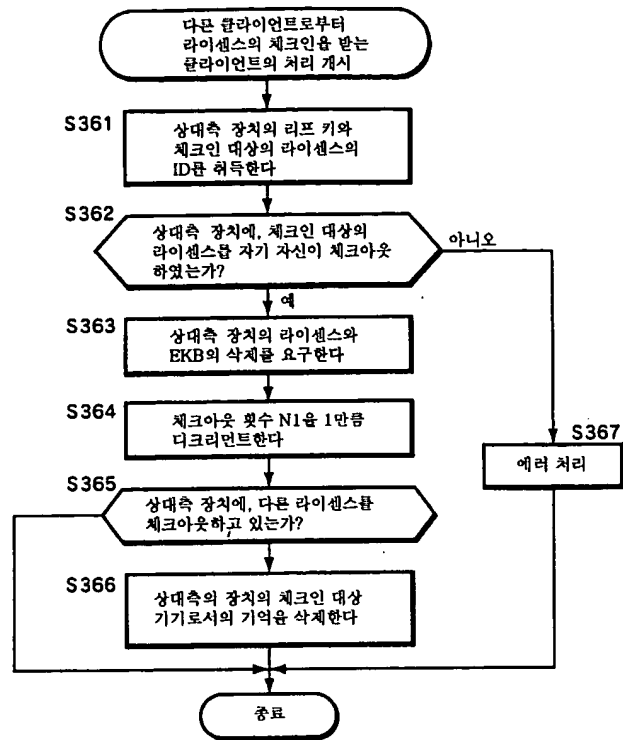 다른 클라이언트로부터
라이센스의 체크인을 받는
클라이언트의 처리 개시
S361
상대측 장치의 리프 키와
체크인 대상의 라이센스의
ID를 취득한다
S362
상대측 장치에, 체크인 대상의
라이센스를 자기 자신이 체크아웃
하였는가?
아니오
예
S363
상대측 장치의 라이센스와
EKB의 삭제를 요구한다
S364
체크아웃 횟수 N1을 1만큼
디크리먼트한다
S367
에러 처리
S365
상대측 장치에, 다른 라이센스를
체크아웃하고 있는가?
S366
상대측의 장치의 체크인 대상
기기로서의 기억을 삭제한다
종료